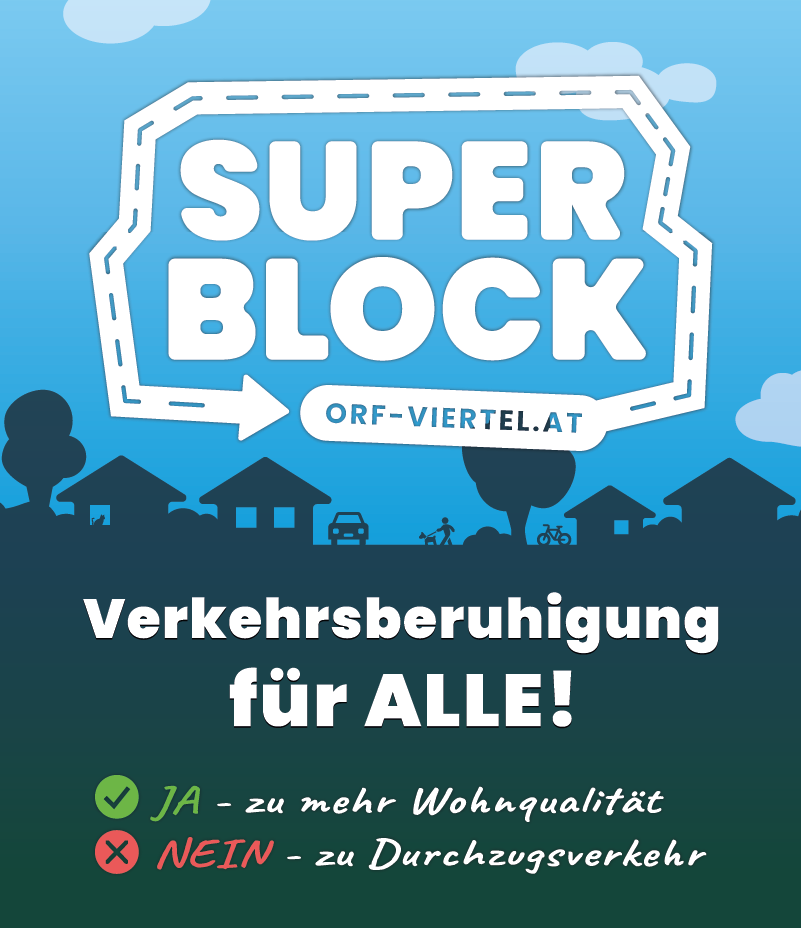 SUPER
BLOCK
ORF-VIERTEL.AT
Verkehrsberuhigung
für ALLE!
JA - zu mehr Wohnqualität
NEIN - zu Durchzugsverkehr